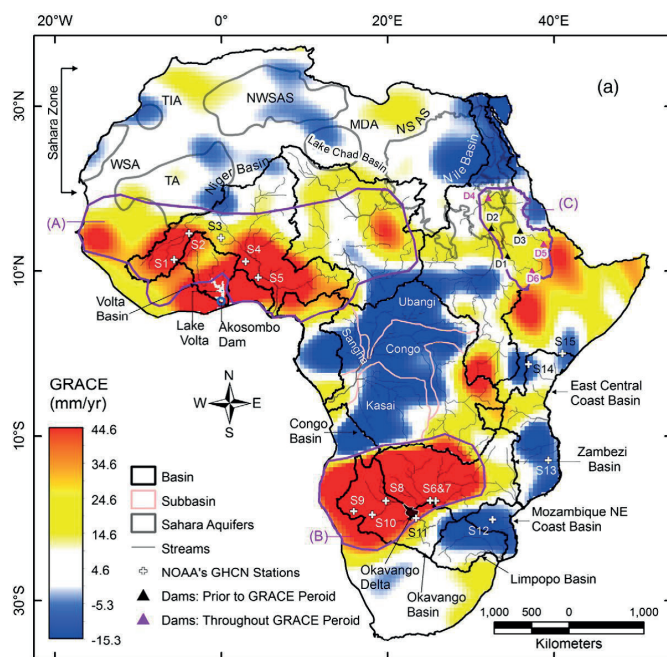 20°W 0° 20°E 40°E
(a)
30°N
10°N
10°S
30°S
Sahara Zone
TIA
NWSAS
MDA
NSAS
WSA
TA
Niger Basin
Lake Chad Basin
Nile Basin
(A)
(C)
D4
D2
D3
D1
D5
D6
S3
S2
S1
S4
S5
Volta
Basin
Lake
Volta
Akosombo
Dam
Ubangi
Sangha
Congo
Kasai
S15
S14
East Central
Coast Basin
Congo
Basin
Zambezi
Basin
S13
S8
S6&7
S9
S10
S11
S12
(B)
Mozambique NE
Coast Basin
Okavango
Delta
Okavango
Basin
Limpopo Basin
N
W E
S
GRACE
(mm/yr)
44.6
34.6
24.6
14.6
4.6
-5.3
-15.3
Basin
Subbasin
Sahara Aquifers
Streams
NOAA's GHCN Stations
Dams: Prior to GRACE Peroid
Dams: Throughout GRACE Peroid
1,000 500 0 1,000
Kilometers